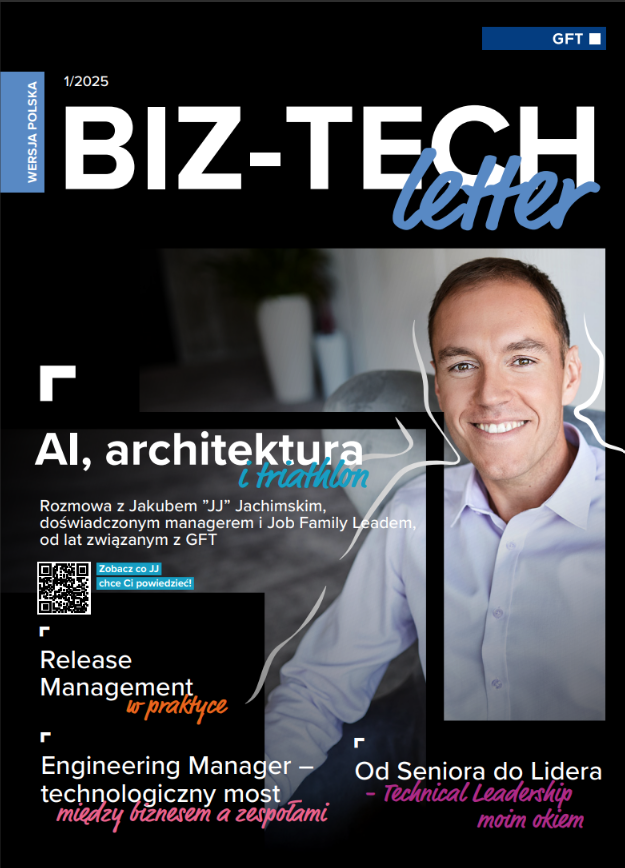 GFT
1/2025
WERSJA POLSKA
BIZ-TECH
letter
AI, architektura
i triathlon
Rozmowa z Jakubem ”JJ” Jachimskim,
doświadczonym managerem i Job Family Leadem,
od lat związanym z GFT
Zobacz co JJ
chce Ci powiedzieć!
Release
Management
w praktyce
Engineering Manager –
technologiczny most
między biznesem a zespołami
Od Seniora do Lidera
- Technical Leadership
moim okiem